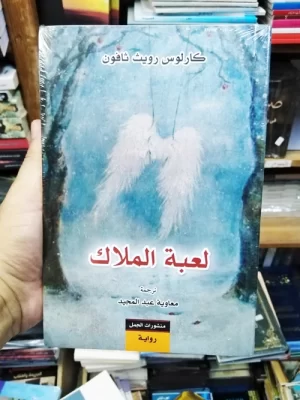 كارلوس رويث ثافون
لعبة الملاك
ترجمة
معاوية عبد المجيد
منشورات الجمل
رواية